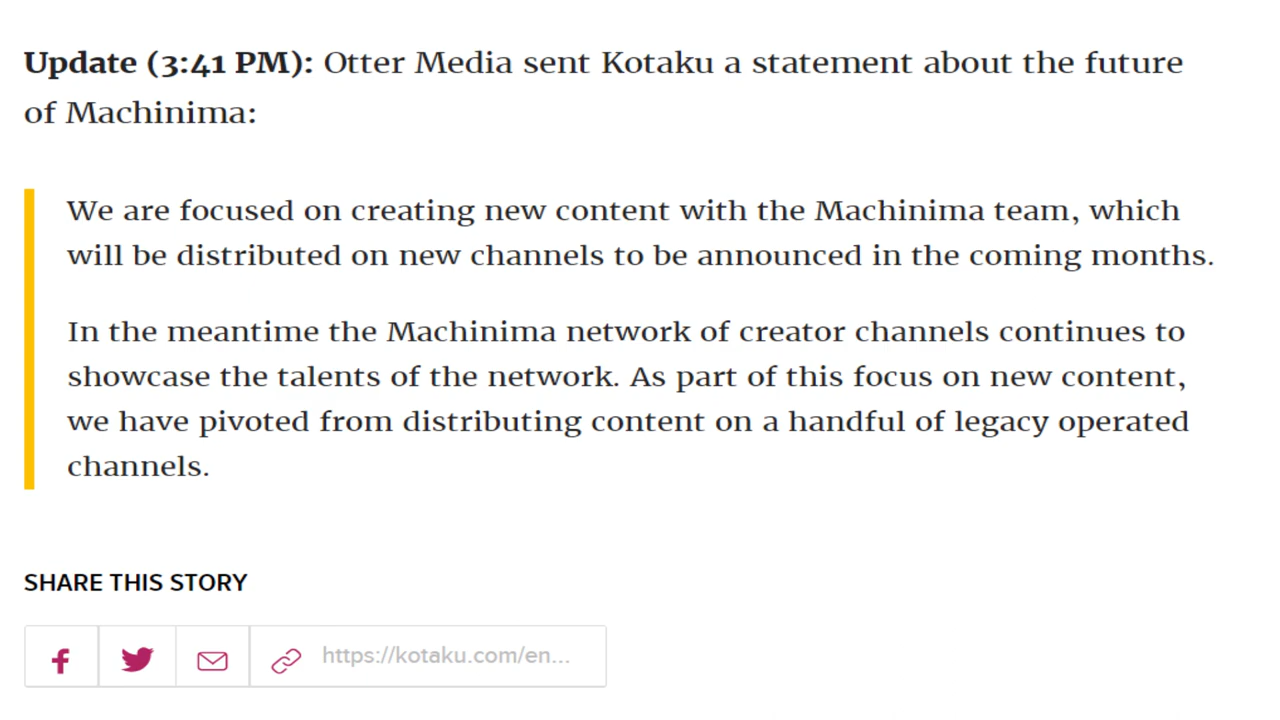 Update (3:41 PM): Otter Media sent Kotaku a statement about the future
of Machinima:
We are focused on creating new content with the Machinima team, which
will be distributed on new channels to be announced in the coming months.
In the meantime the Machinima network of creator channels continues to
showcase the talents of the network. As part of this focus on new content,
we have pivoted from distributing content on a handful of legacy operated
channels.
SHARE THIS STORY
https://kotaku.com/en...